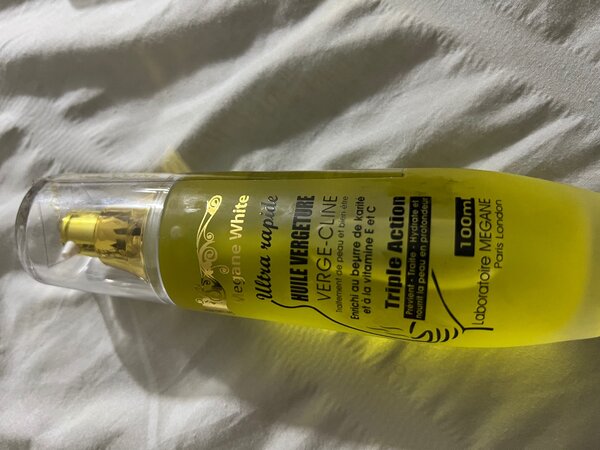 Megane White
Ultra rapide
HUILE VERGETURE
VERGE-CLINE
traitement de peau et bien être
Enrichi au beurre de karité
et à la vitamine E et C
Triple Action
Prévient - Traite - Hydrate et
nourrit la peau en profondeur
100ml
Laboratoire MEGANE
Paris London